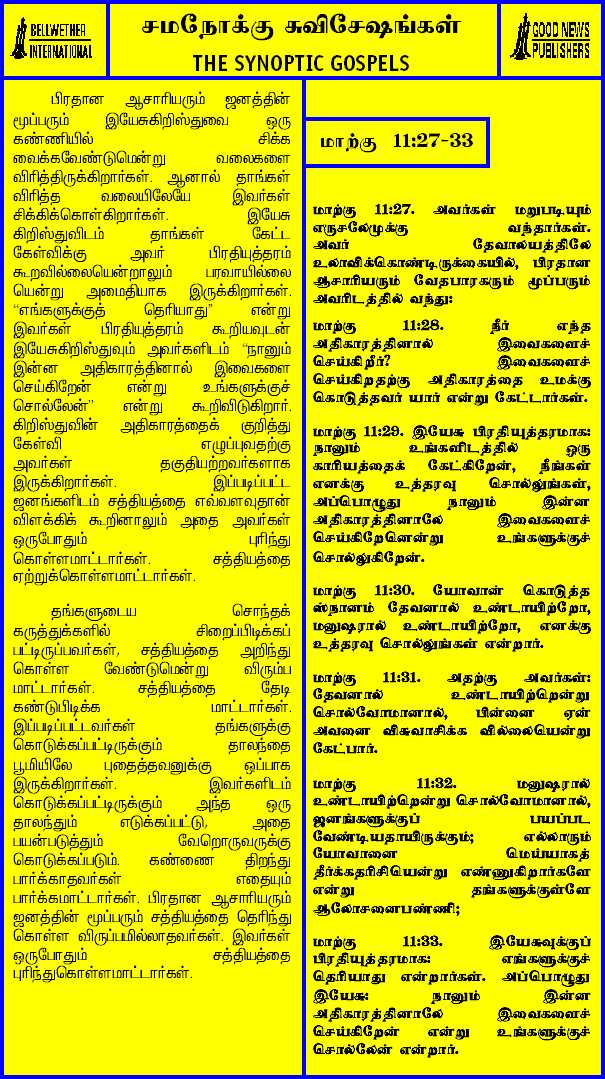 BELLWETHER
INTERNATIONAL
சமநோக்கு சுவிசேஷங்கள்
THE SYNOPTIC GOSPELS
GOOD NEWS
PUBLISHERS
பிரதான ஆசாரியரும் ஜனத்தின்
மூப்பரும் இயேசுகிறிஸ்துவை ஒரு
கண்ணியில் சிக்க
வைக்கவேண்டுமென்று வலைகளை
விரித்திருக்கிறார்கள். ஆனால் தாங்கள்
விரித்த வலையிலேயே இவர்கள்
சிக்கிக்கொள்கிறார்கள். இயேசு
கிறிஸ்துவிடம் தாங்கள் கேட்ட
கேள்விக்கு அவர் பிரதியுத்தரம்
கூறவில்லையென்றாலும் பரவாயில்லை
யென்று அமைதியாக இருக்கிறார்கள்.
“எங்களுக்குத் தெரியாது” என்று
இவர்கள் பிரதியுத்தரம் கூறியவுடன்
இயேசுகிறிஸ்துவும் அவர்களிடம் “நானும்
இன்ன அதிகாரத்தினால் இவைகளை
செய்கிறேன் என்று உங்களுக்குச்
சொல்லேன்” என்று கூறிவிடுகிறார்.
கிறிஸ்துவின் அதிகாரத்தைக் குறித்து
கேள்வி எழுப்புவதற்கு
அவர்கள் தகுதியற்றவர்களாக
இருக்கிறார்கள். இப்படிப்பட்ட
ஜனங்களிடம் சத்தியத்தை எவ்வளவுதான்
விளக்கிக் கூறினாலும் அதை அவர்கள்
ஒருபோதும் புரிந்து
கொள்ளமாட்டார்கள். சத்தியத்தை
ஏற்றுக்கொள்ளமாட்டார்கள்.
தங்களுடைய சொந்தக்
கருத்துக்களில் சிறைப்பிடிக்கப்
பட்டிருப்பவர்கள், சத்தியத்தை அறிந்து
கொள்ள வேண்டுமென்று விரும்ப
மாட்டார்கள். சத்தியத்தை தேடி
கண்டுபிடிக்க மாட்டார்கள்.
இப்படிப்பட்டவர்கள் தங்களுக்கு
கொடுக்கப்பட்டிருக்கும் தாலந்தை
பூமியிலே புதைத்தவனுக்கு ஒப்பாக
இருக்கிறார்கள். இவர்களிடம்
கொடுக்கப்பட்டிருக்கும் அந்த ஒரு
தாலந்தும் எடுக்கப்பட்டு, அதை
பயன்படுத்தும் வேறொருவருக்கு
கொடுக்கப்படும். கண்ணை திறந்து
பார்க்காதவர்கள் எதையும்
பார்க்கமாட்டார்கள். பிரதான ஆசாரியரும்
ஜனத்தின் மூப்பரும் சத்தியத்தை தெரிந்து
கொள்ள விருப்பமில்லாதவர்கள். இவர்கள்
ஒருபோதும் சத்தியத்தை
புரிந்துகொள்ளமாட்டார்கள்.
மாற்கு 11:27-33
மாற்கு 11:27. அவர்கள் மறுபடியும்
எருசலேமுக்கு வந்தார்கள்.
அவர் தேவாலயத்திலே
உலாவிக்கொண்டிருக்கையில், பிரதான
ஆசாரியரும் வேதபாரகரும் மூப்பரும்
அவரிடத்தில் வந்து:
மாற்கு 11:28. நீர் எந்த
அதிகாரத்தினால் இவைகளைச்
செய்கிறீர்? இவைகளைச்
செய்கிறதற்கு அதிகாரத்தை உமக்கு
கொடுத்தவர் யார் என்று கேட்டார்கள்.
மாற்கு 11:29. இயேசு பிரதியுத்தரமாக:
நானும் உங்களிடத்தில் ஒரு
காரியத்தைக் கேட்கிறேன், நீங்கள்
எனக்கு உத்தரவு சொல்லுங்கள்,
அப்பொழுது நானும் இன்ன
அதிகாரத்தினாலே இவைகளைச்
செய்கிறேனென்று உங்களுக்குச்
சொல்லுகிறேன்.
மாற்கு 11:30. யோவான் கொடுத்த
ஸ்நானம் தேவனால் உண்டாயிற்றோ,
மனுஷரால் உண்டாயிற்றோ, எனக்கு
உத்தரவு சொல்லுங்கள் என்றார்.
மாற்கு 11:31. அதற்கு அவர்கள்:
தேவனால் உண்டாயிற்றென்று
சொல்வோமானால், பின்னை ஏன்
அவனை விசுவாசிக்க வில்லையென்று
கேட்பார்.
மாற்கு 11:32. மனுஷரால்
உண்டாயிற்றென்று சொல்வோமானால்,
ஜனங்களுக்குப் பயப்பட
வேண்டியதாயிருக்கும்; எல்லாரும்
யோவானை மெய்யாகத்
தீர்க்கதரிசியென்று எண்ணுகிறார்களே
என்று தங்களுக்குள்ளே
ஆலோசனைபண்ணி;
மாற்கு 11:33. இயேசுவுக்குப்
பிரதியுத்தரமாக: எங்களுக்குச்
தெரியாது என்றார்கள். அப்பொழுது
இயேசு: நானும் இன்ன
அதிகாரத்தினாலே இவைகளைச்
செய்கிறேன் என்று உங்களுக்குச்
சொல்லேன் என்றார்.